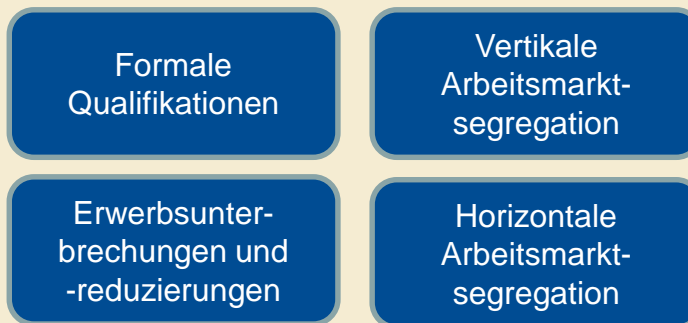 Formale
Qualifikationen
Vertikale
Arbeitsmarkt-
segregation
Erwerbsunter-
brechungen und
-reduzierungen
Horizontale
Arbeitsmarkt-
segregation